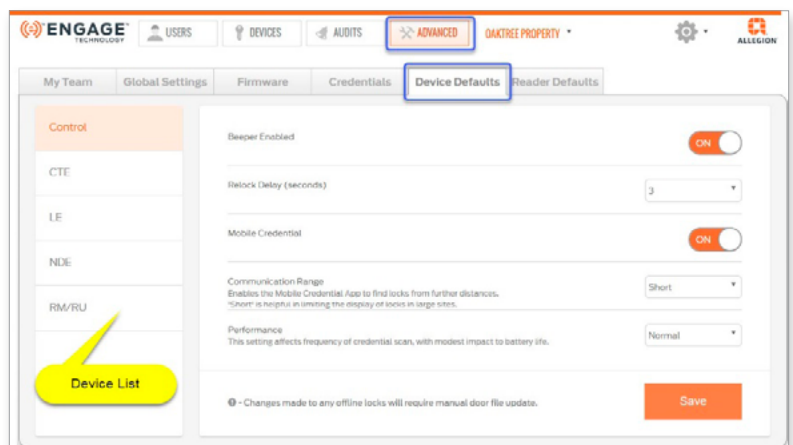 ENGAGE TECHNOLOGY USERS DEVICES AUDITS ADVANCED OAKTREE PROPERTY ALLEGION
My Team Global Settings Firmware Credentials Device Defaults Reader Defaults
Control
CTE
LE
NDE
RM/RU
Device List
Beeper Enabled
ON
Relock Delay (seconds)
3
Mobile Credential
ON
Communication Range
Enables the Mobile Credential App to find locks from further distances.
"Short" is helpful in limiting the display of locks in large sites.
Short
Performance
This setting affects frequency of credential scan, with modest impact to battery life.
Normal
- Changes made to any offline locks will require manual door file update.
Save